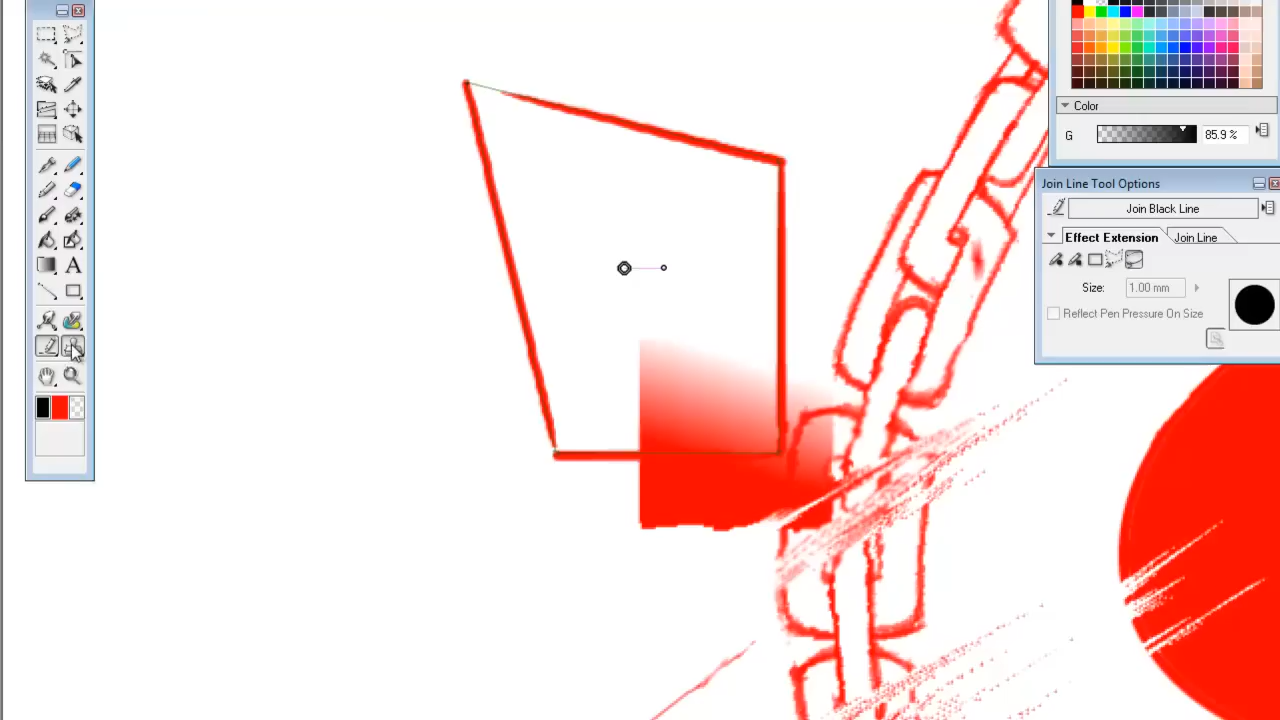 Color
G 85.9 %
Join Line Tool Options
Join Black Line
Effect Extension Join Line
Size: 1.00 mm
Reflect Pen Pressure On Size
A